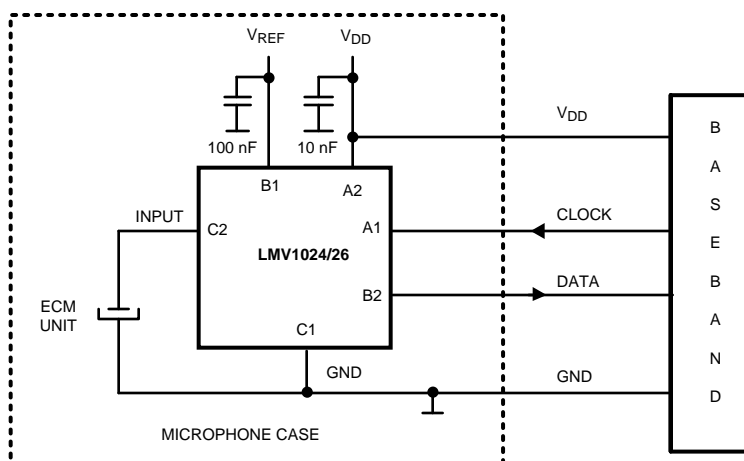 VREF
VDD
100 nF
10 nF
VDD
B1
A2
INPUT
C2
A1
CLOCK
LMV1024/26
B2
DATA
ECM
UNIT
C1
GND
GND
MICROPHONE CASE
B
A
S
E
B
A
N
D